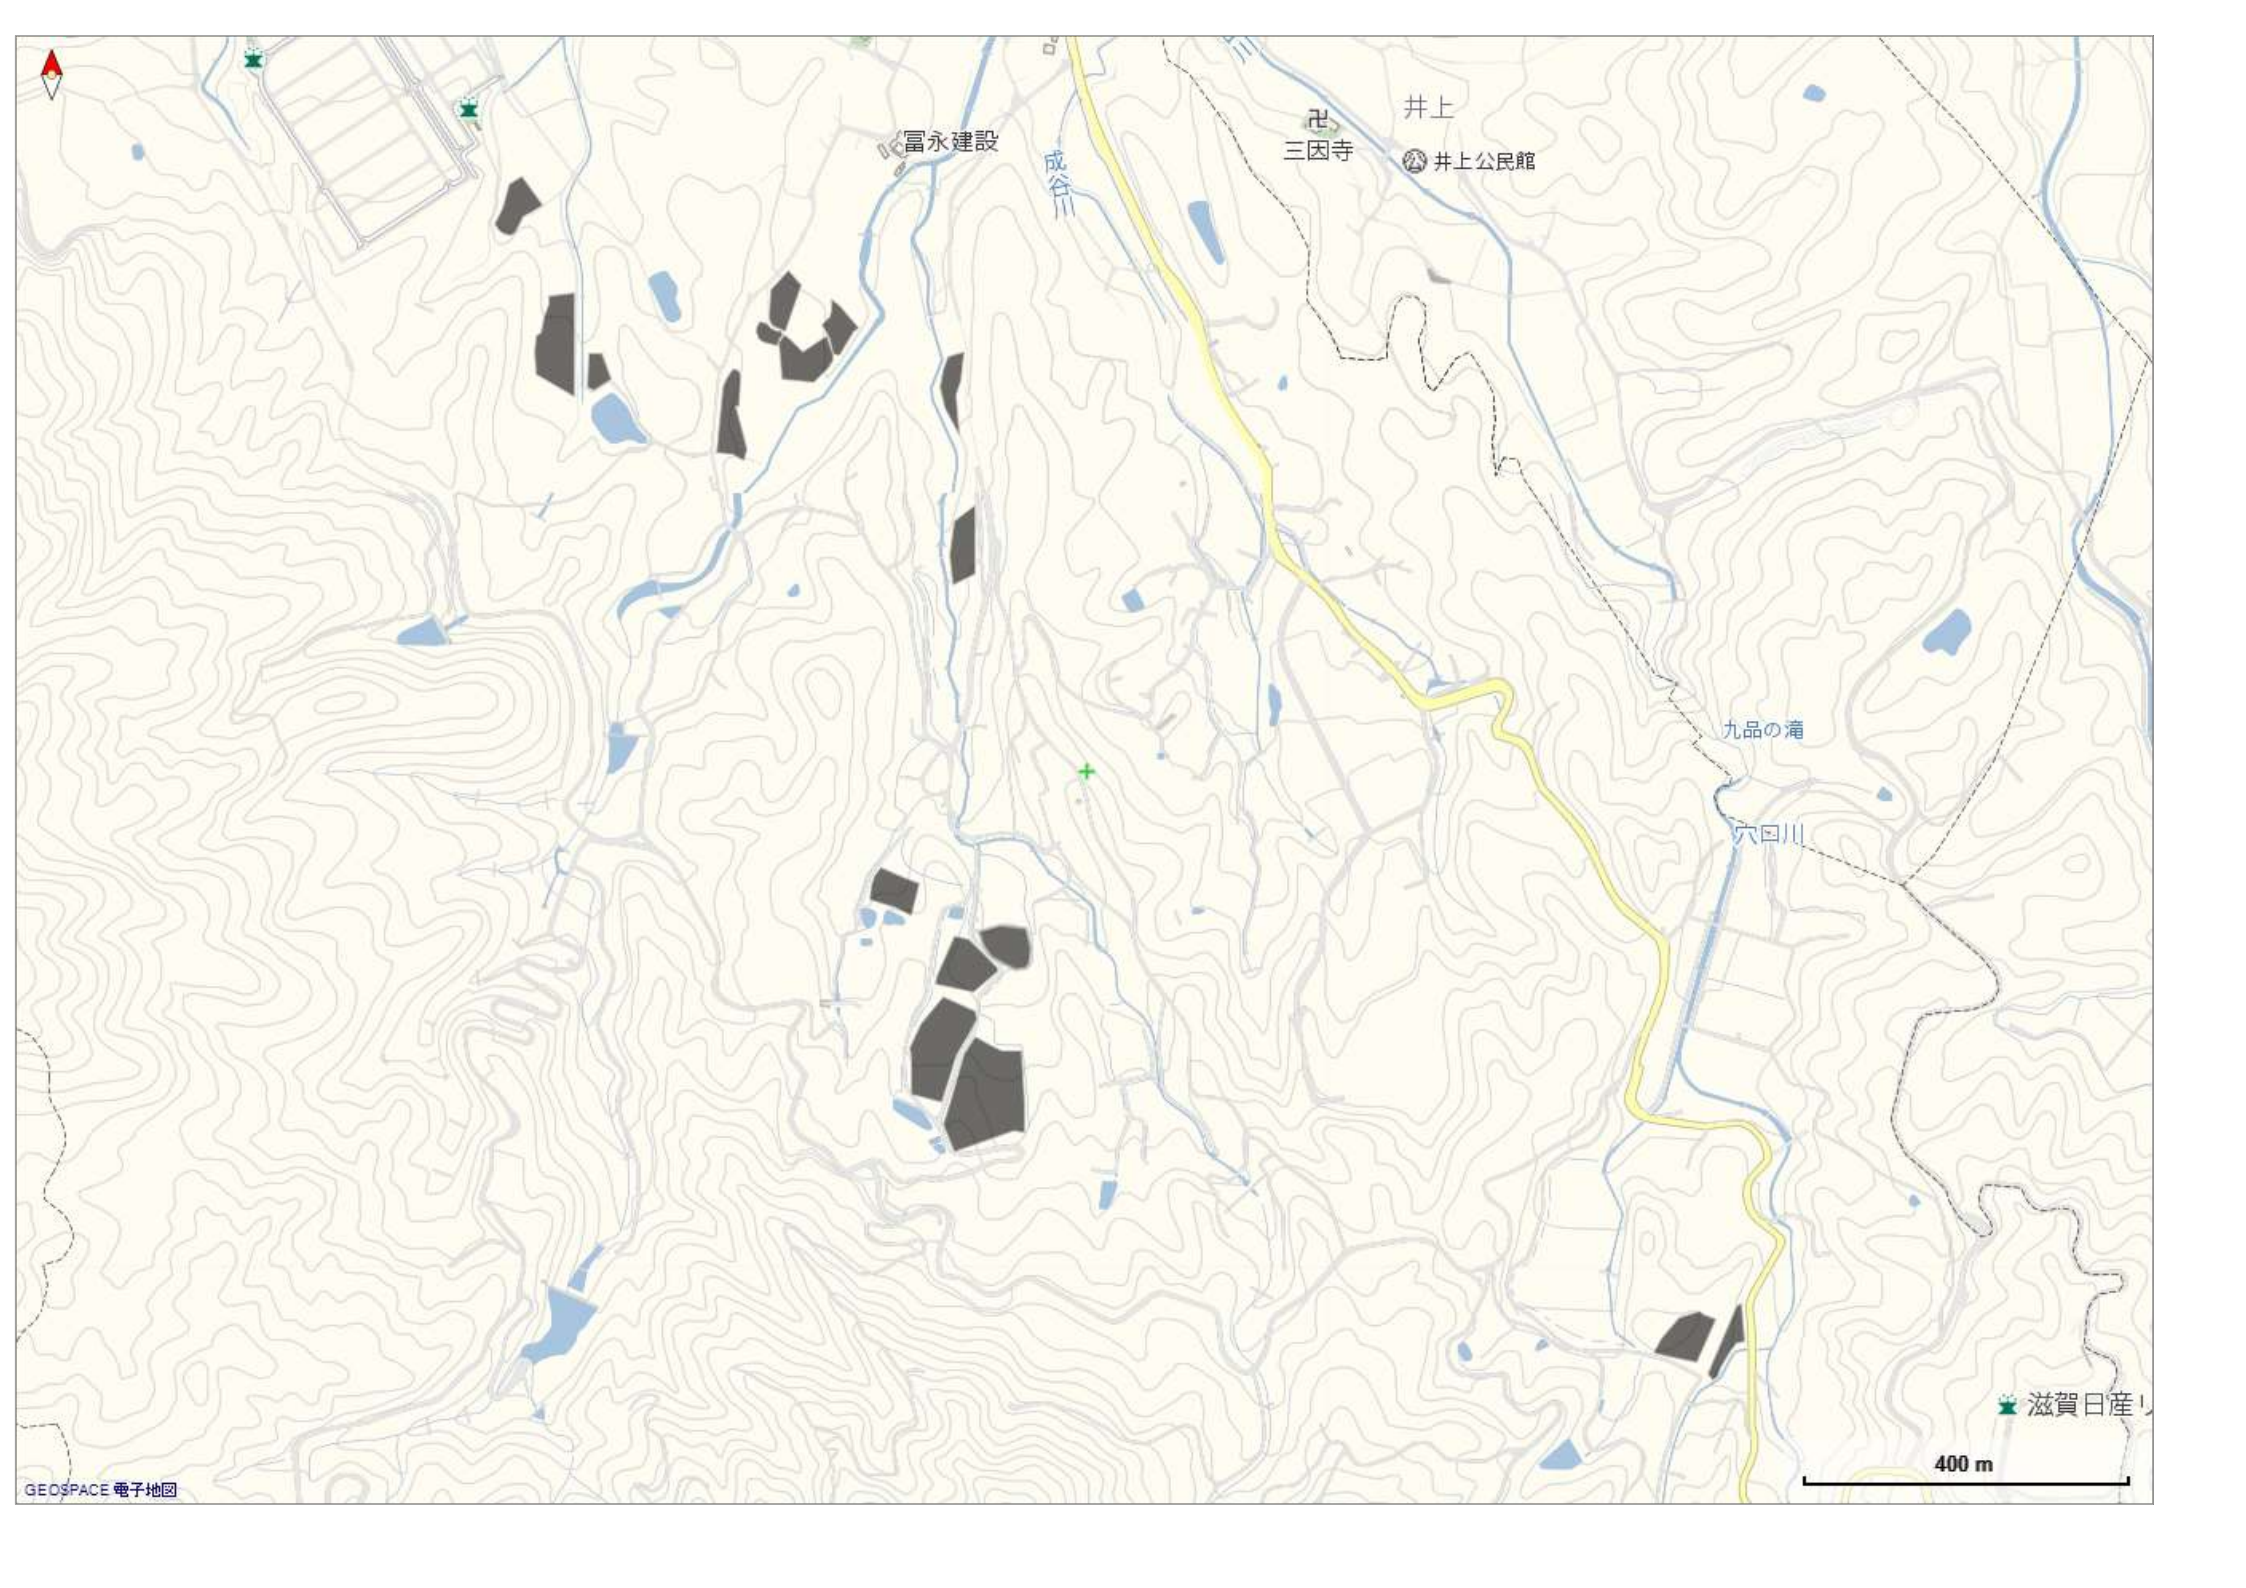 井上
三因寺
井上公民館
冨永建設
成谷川
九品の滝
穴口川
滋賀日産リ
400 m
GEOSPACE 電子地図